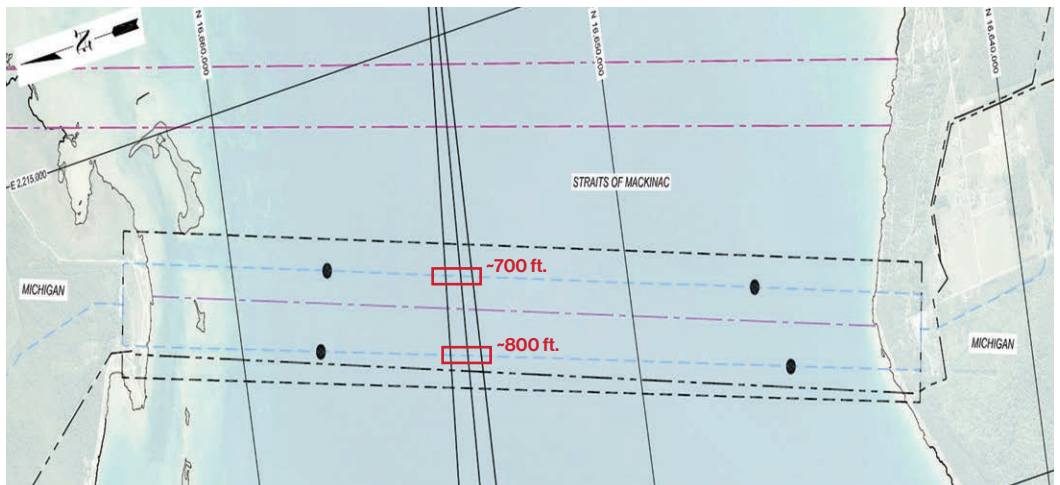 N
N 16,660,000
N 16,650,000
N 16,640,000
E 2,215,000
STRAITS OF MACKINAC
~700 ft.
MICHIGAN
~800 ft.
MICHIGAN